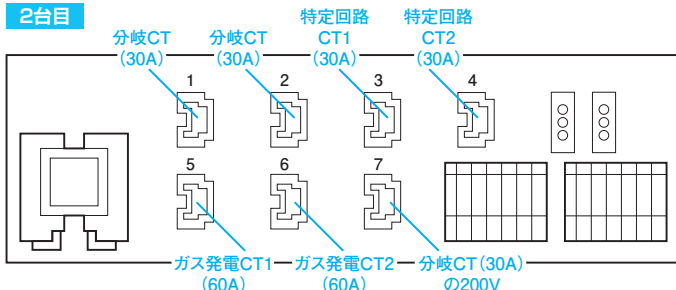 2台目
分岐CT
(30A)
分岐CT
(30A)
特定回路
CT1
(30A)
特定回路
CT2
(30A)
1
2
3
4
5
6
7
ガス発電CT1
(60A)
ガス発電CT2
(60A)
分岐CT(30A)
の200V